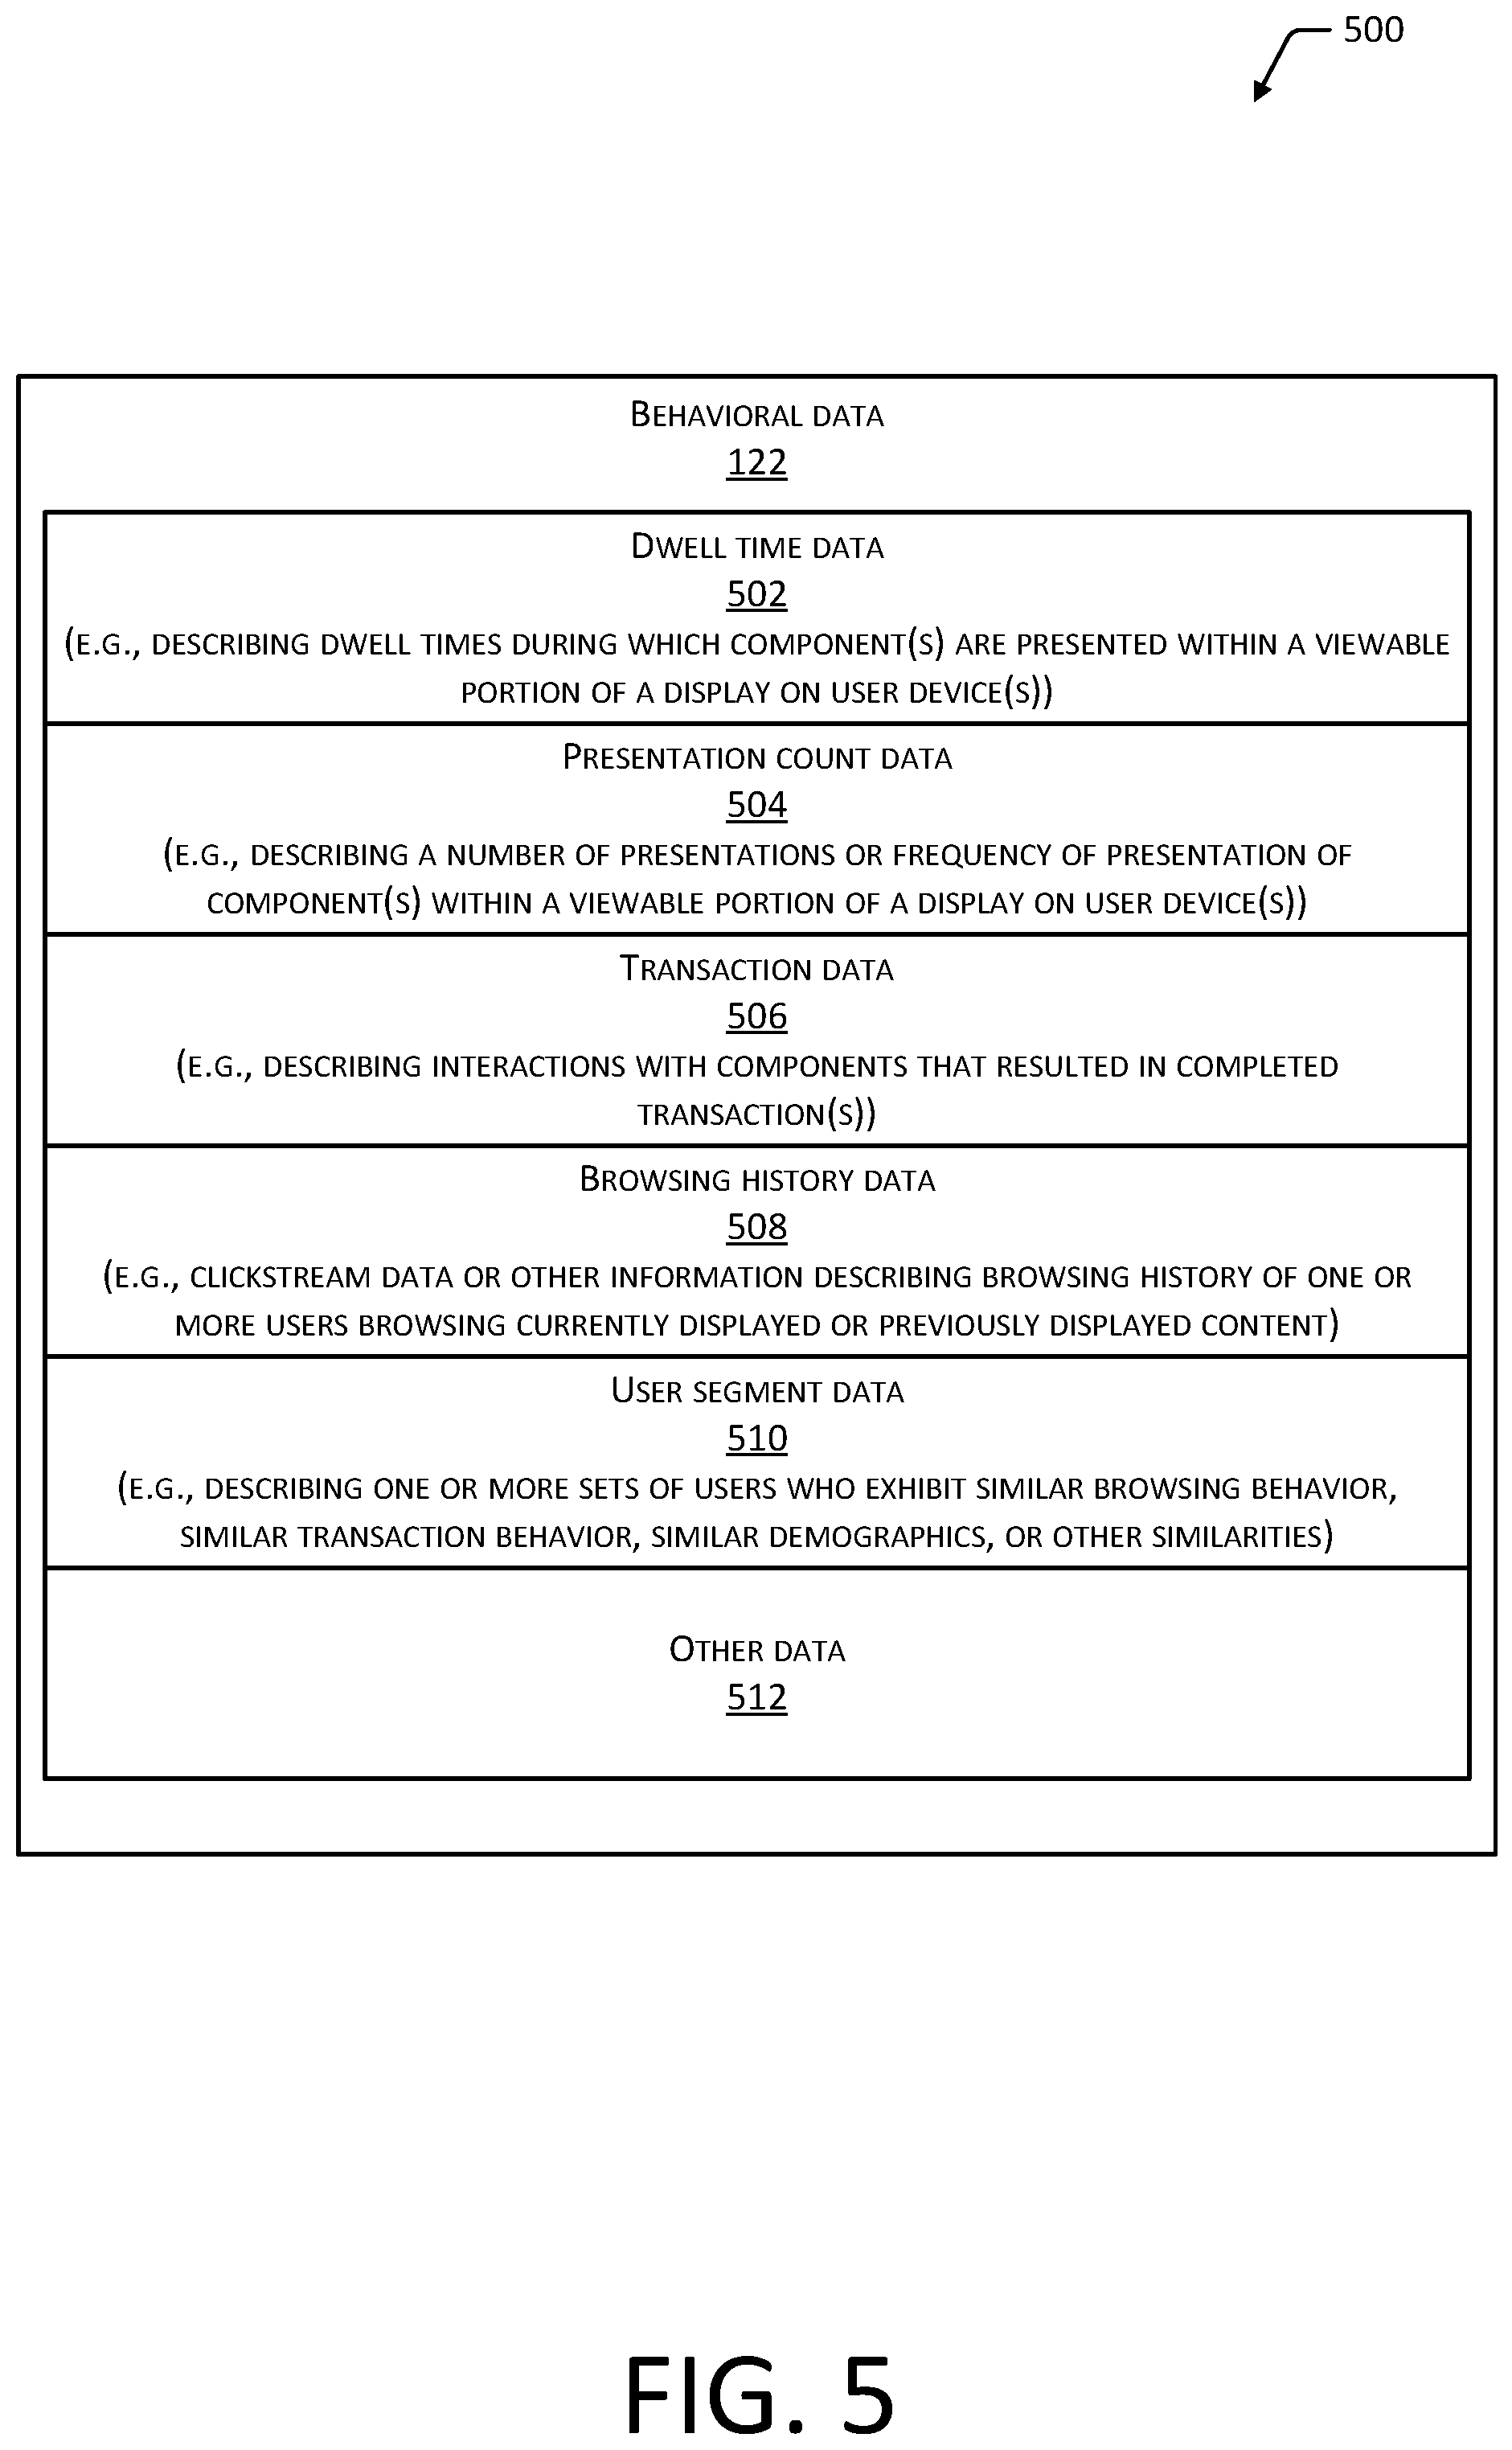 500
Behavioral data
122
Dwell time data
502
(e.g., describing dwell times during which component(s) are presented within a viewable
portion of a display on user device(s))
Presentation count data
504
(e.g., describing a number of presentations or frequency of presentation of
component(s) within a viewable portion of a display on user device(s))
Transaction data
506
(e.g., describing interactions with components that resulted in completed
transaction(s))
Browsing history data
508
(e.g., clickstream data or other information describing browsing history of one or
more users browsing currently displayed or previously displayed content)
User segment data
510
(e.g., describing one or more sets of users who exhibit similar browsing behavior,
similar transaction behavior, similar demographics, or other similarities)
Other data
512
FIG. 5